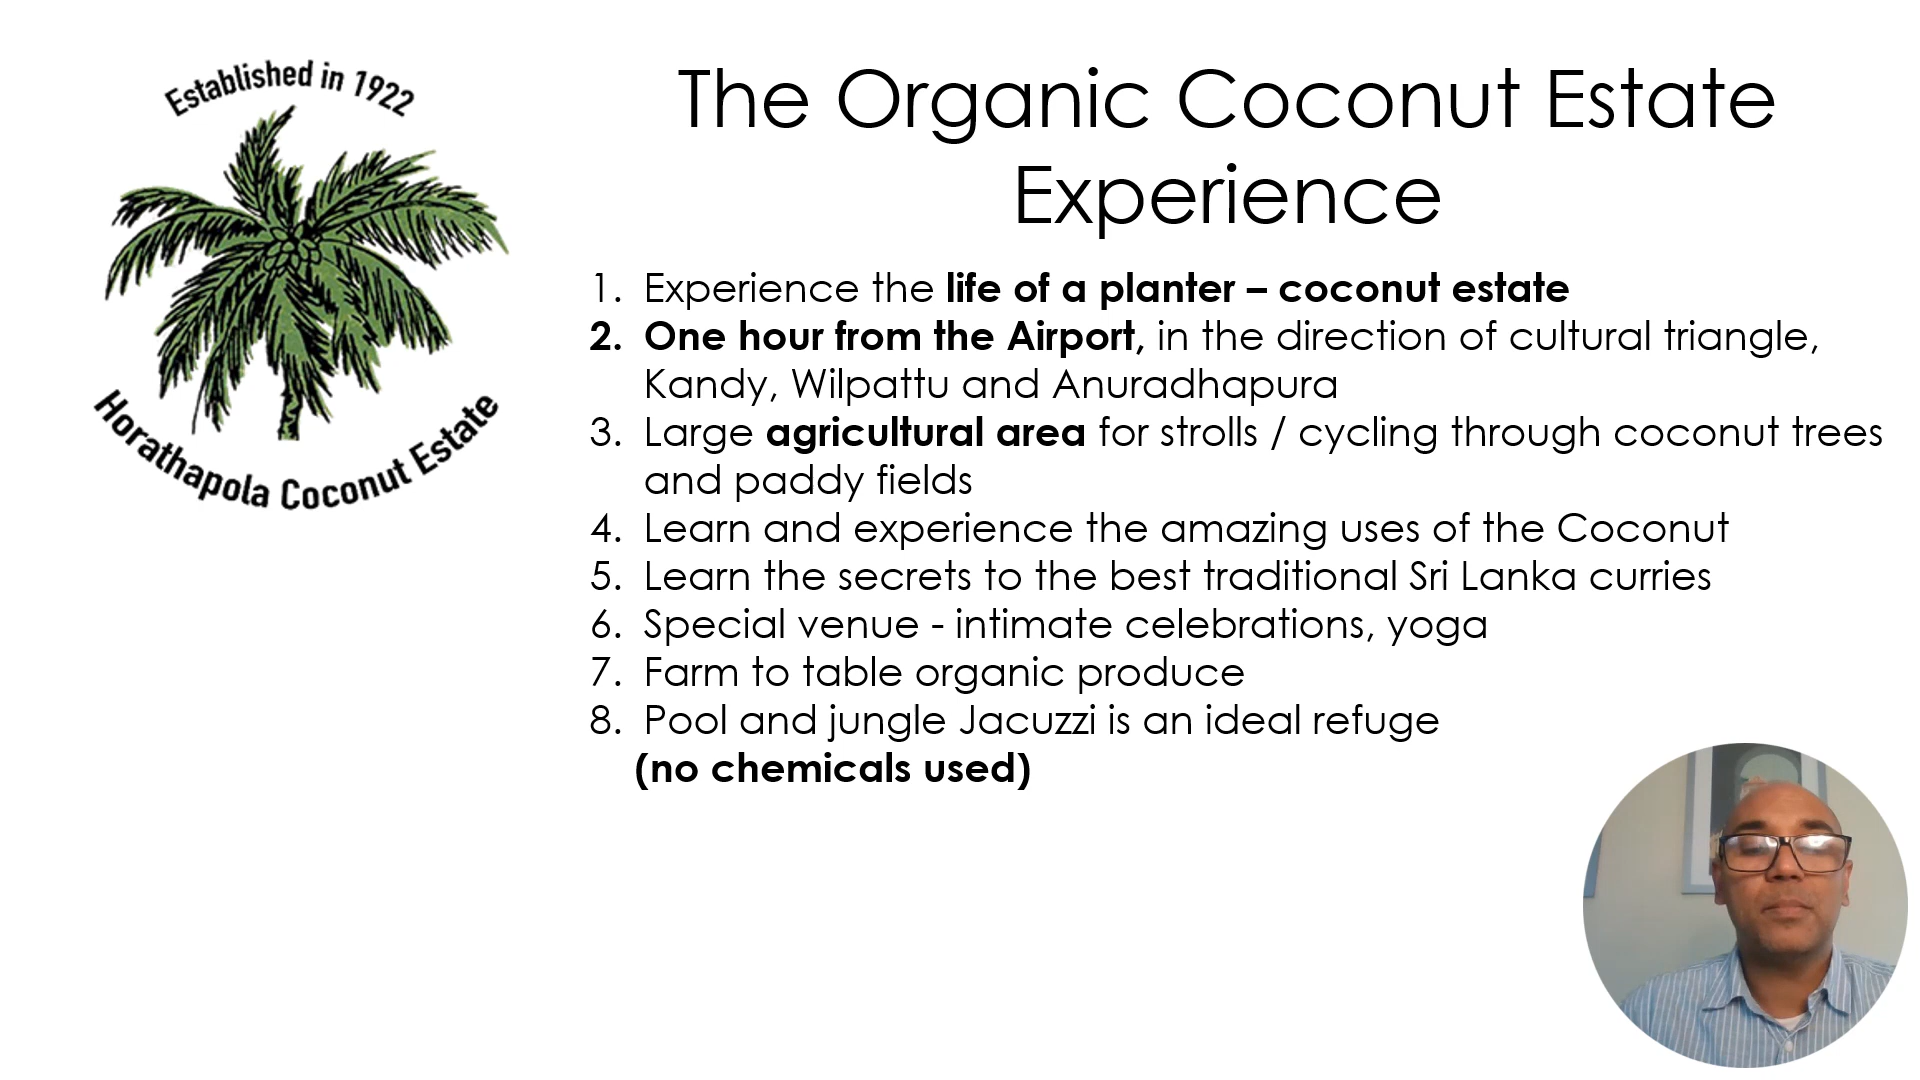 Established in 1922
Horathapola Coconut Estate
The Organic Coconut Estate
Experience
1. Experience the life of a planter – coconut estate
2. One hour from the Airport, in the direction of cultural triangle,
Kandy, Wilpattu and Anuradhapura
3. Large agricultural area for strolls / cycling through coconut trees
and paddy fields
4. Learn and experience the amazing uses of the Coconut
5. Learn the secrets to the best traditional Sri Lanka curries
6. Special venue - intimate celebrations, yoga
7. Farm to table organic produce
8. Pool and jungle Jacuzzi is an ideal refuge
(no chemicals used)